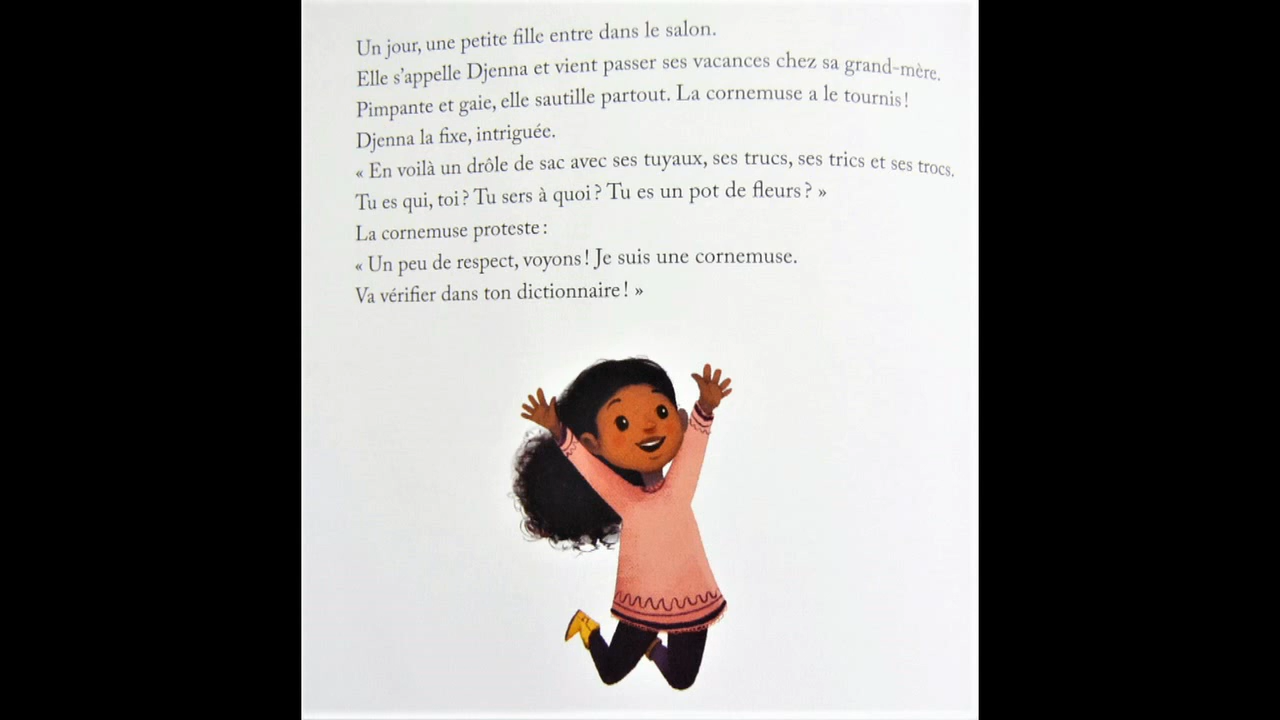 Un jour, une petite fille entre dans le salon.
Elle s'appelle Djenna et vient passer ses vacances chez sa grand-mère.
Pimpante et gaie, elle sautille partout. La cornemuse a le tournis !
Djenna la fixe, intriguée.
« En voilà un drôle de sac avec ses tuyaux, ses trucs, ses trics et ses trocs.
Tu es qui, toi ? Tu sers à quoi ? Tu es un pot de fleurs ? »
La cornemuse proteste :
« Un peu de respect, voyons ! Je suis une cornemuse.
Va vérifier dans ton dictionnaire ! »